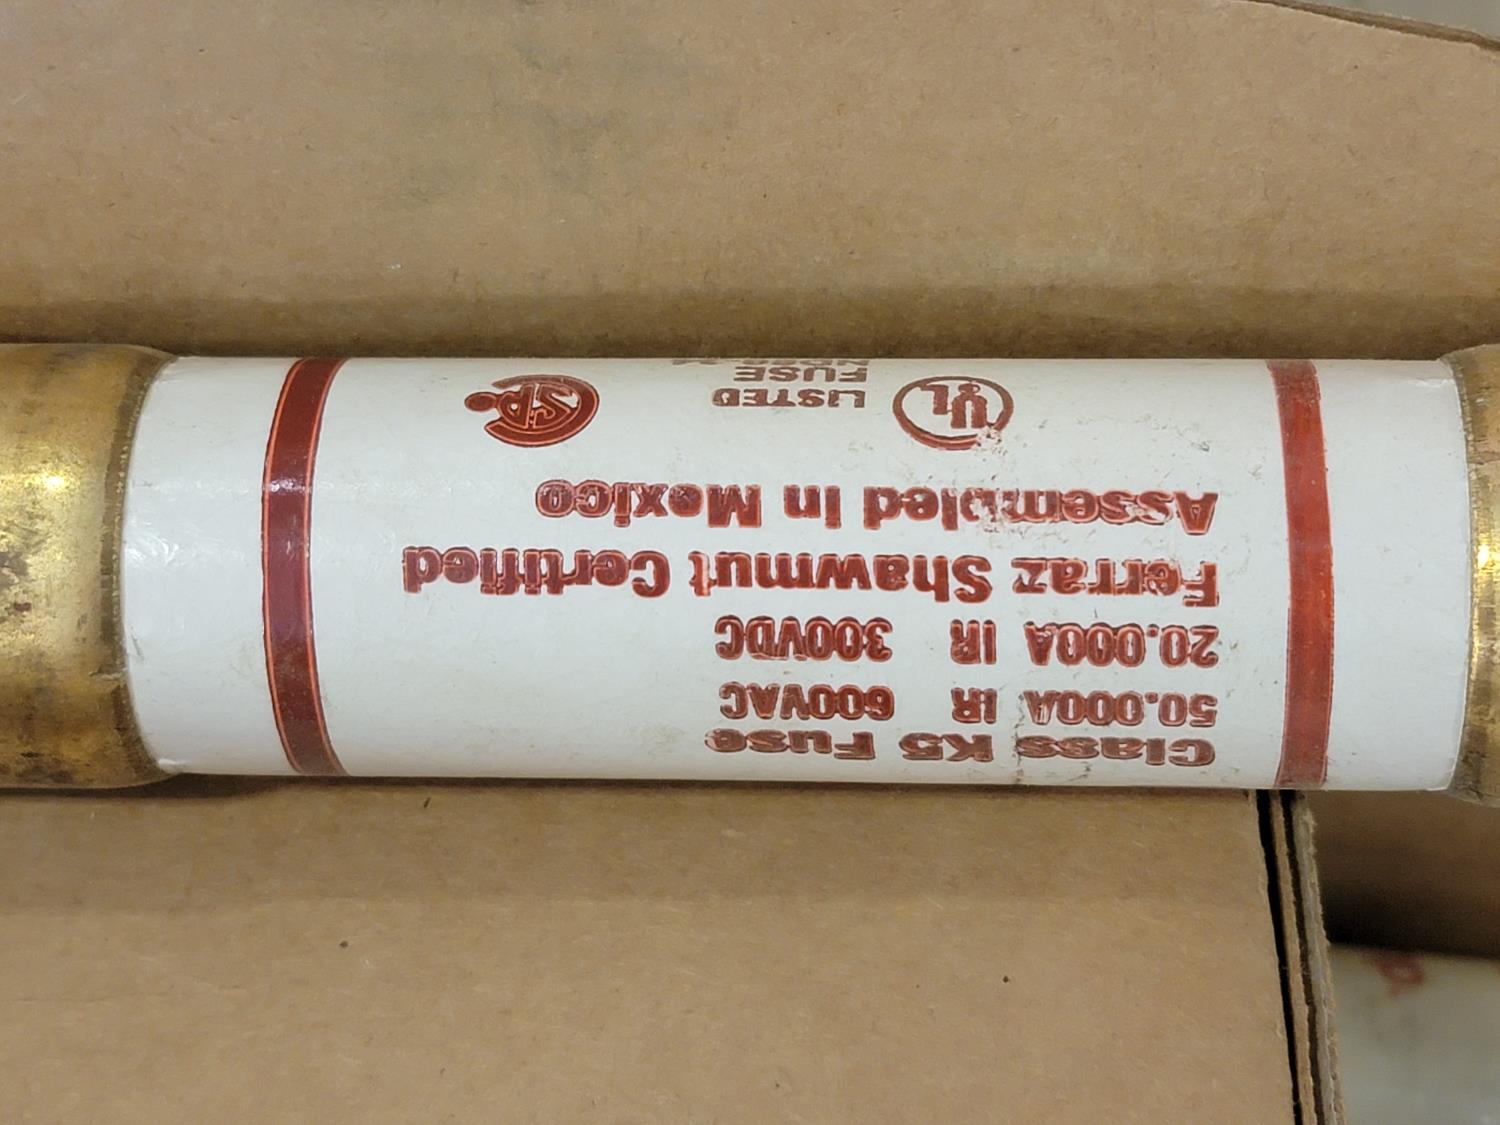 Class K5 Fuse
50.000A IR 600VAC
20.000A IR 300VDC
Ferraz Shawmut Certified
Assembled in Mexico
UL LISTED
FUSE